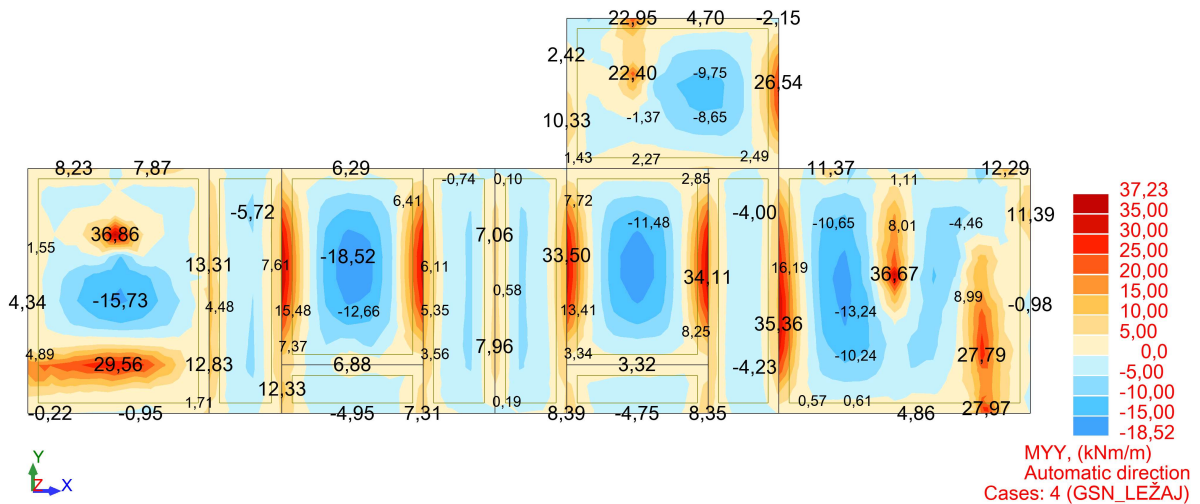 22,95 4,70 -2,15
2,42
22,40 -9,75 26,54
10,33 -1,37 -8,65
1,43 2,27 2,49
8,23 7,87 6,29 11,37 12,29
-0,74 0,10 2,85 1,11
-5,72 6,41 7,72 -4,00 11,39
-11,48 -10,65 8,01 -4,46
36,86 7,06
1,55 -18,52 33,50
13,31 7,61 6,11 34,11 16,19 36,67
-15,73 0,58 8,99
4,34 4,48 15,48 -12,66 5,35 13,41 -13,24 -0,98
35,36
8,25
7,37 7,96
4,89 3,56 3,34 -10,24 27,79
29,56 12,83 6,88 3,32 -4,23
12,33
1,71 0,19 0,57 0,61
-0,22 -0,95 -4,95 7,31 8,39 -4,75 8,35 4,86 27,97
37,23
35,00
30,00
25,00
20,00
15,00
10,00
5,00
0,0
-5,00
-10,00
-15,00
-18,52
MYY, (kNm/m)
Automatic direction
Cases: 4 (GSN_LEŽAJ)
Y
Z X